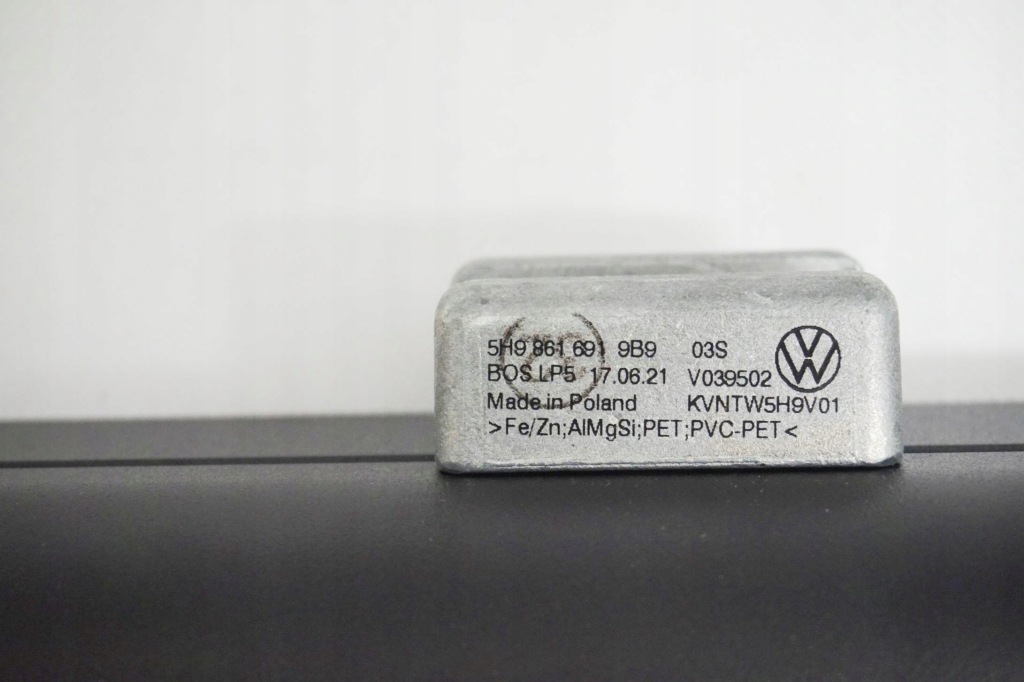 5H9 861 691 9B9 03S
BOS LP5 17.06.21 V039502
Made in Poland KVNTW5H9V01
>Fe/Zn;AlMgSi;PET;PVC-PET<